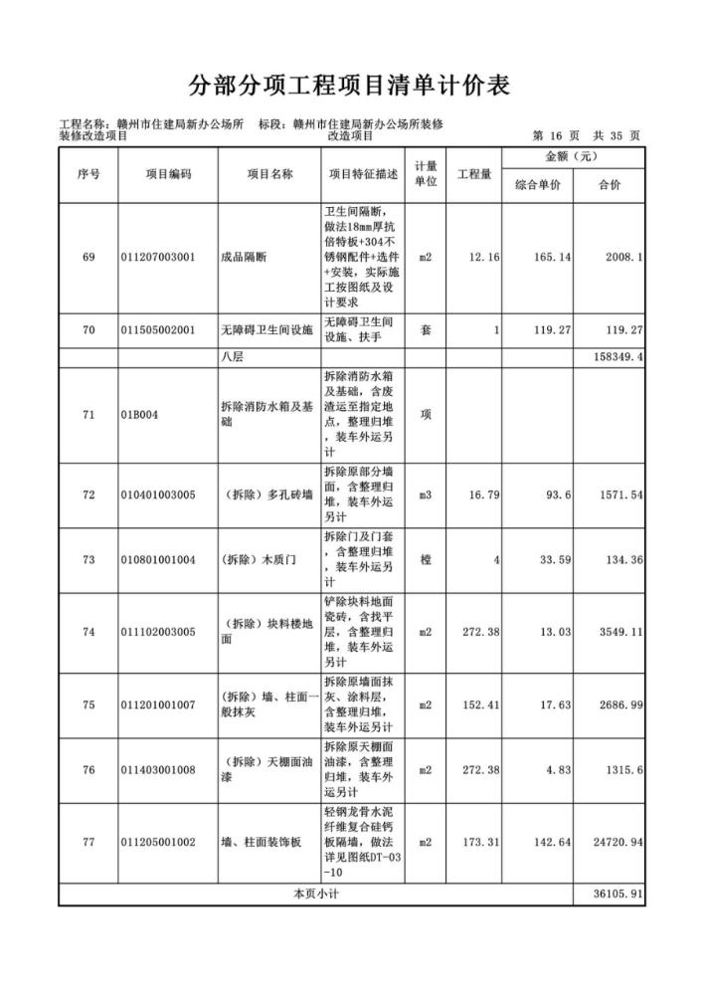 分部分项工程项目清单计价表
工程名称：赣州市住建局新办公场所 标段：赣州市住建局新办公场所装修
装修改造项目 改造项目 第 16 页 共 35 页
序号 项目编码 项目名称 项目特征描述 计量单位 工程量 金额（元）
综合单价 合价
69 011207003001 成品隔断 卫生间隔断，
做法18mm厚抗
倍特板+304不
锈钢配件+选件
+安装，实际施
工按图纸及设
计要求 m2 12.16 165.14 2008.1
70 011505002001 无障碍卫生间设施 无障碍卫生间
设施、扶手 套 1 119.27 119.27
八层 158349.4
71 01B004 拆除消防水箱及基
础 拆除消防水箱
及基础，含废
渣运至指定地
点，整理归堆
，装车外运另
计 项
72 010401003005 （拆除）多孔砖墙 拆除原部分墙
面，含整理归
堆，装车外运
另计 m3 16.79 93.6 1571.54
73 010801001004 (拆除）木质门 拆除门及门套
，含整理归堆
，装车外运另
计 樘 4 33.59 134.36
74 011102003005 （拆除）块料楼地
面 铲除块料地面
瓷砖，含找平
层，含整理归
堆，装车外运
另计 m2 272.38 13.03 3549.11
75 011201001007 (拆除）墙、柱面一
般抹灰 拆除原墙面抹
灰、涂料层，
含整理归堆，
装车外运另计 m2 152.41 17.63 2686.99
76 011403001008 （拆除）天棚面油
漆 拆除原天棚面
油漆，含整理
归堆，装车外
运另计 m2 272.38 4.83 1315.6
77 011205001002 墙、柱面装饰板 轻钢龙骨水泥
纤维复合硅钙
板隔墙，做法
详见图纸DT-03
-10 m2 173.31 142.64 24720.94
本页小计 36105.91